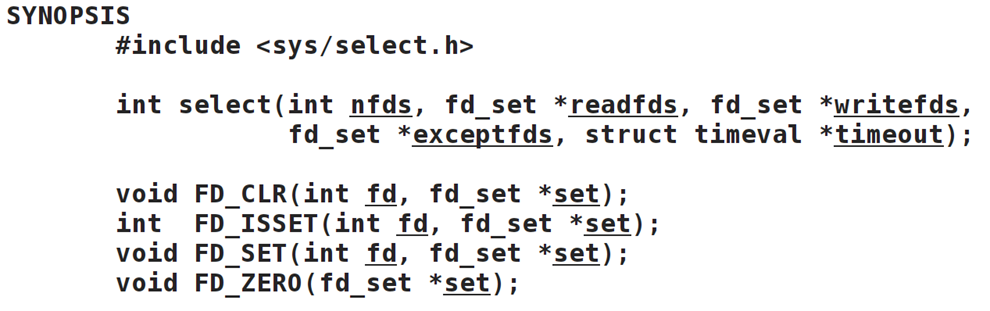 SYNOPSIS
#include <sys/select.h>
int select(int nfds, fd_set *readfds, fd_set *writefds,
fd_set *exceptfds, struct timeval *timeout);
void FD_CLR(int fd, fd_set *set);
int  FD_ISSET(int fd, fd_set *set);
void FD_SET(int fd, fd_set *set);
void FD_ZERO(fd_set *set);